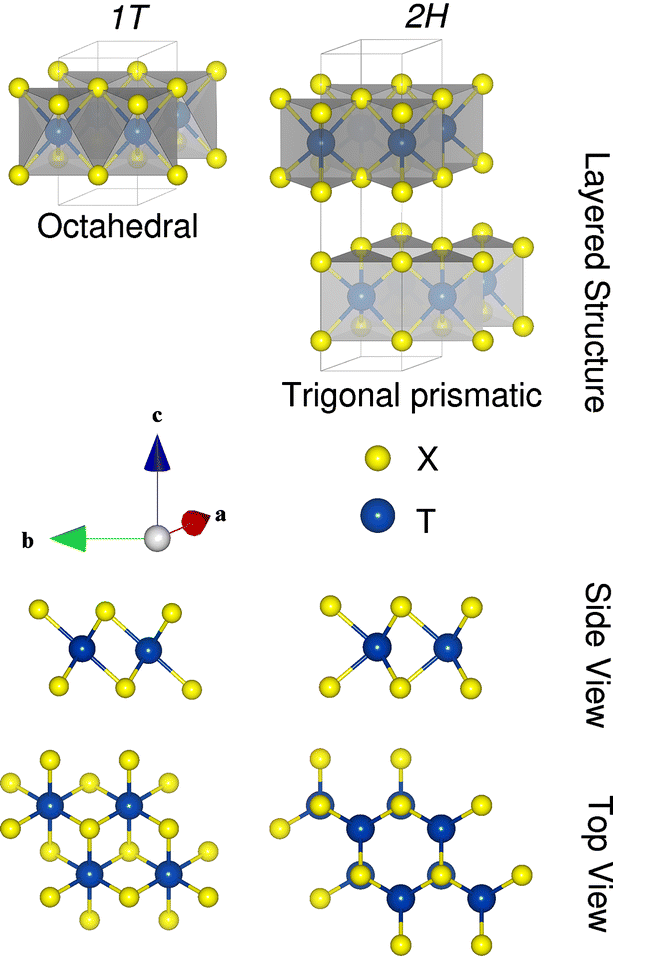 1T
2H
Octahedral
Trigonal prismatic
Layered Structure
c
b
a
X
T
Side View
Top View